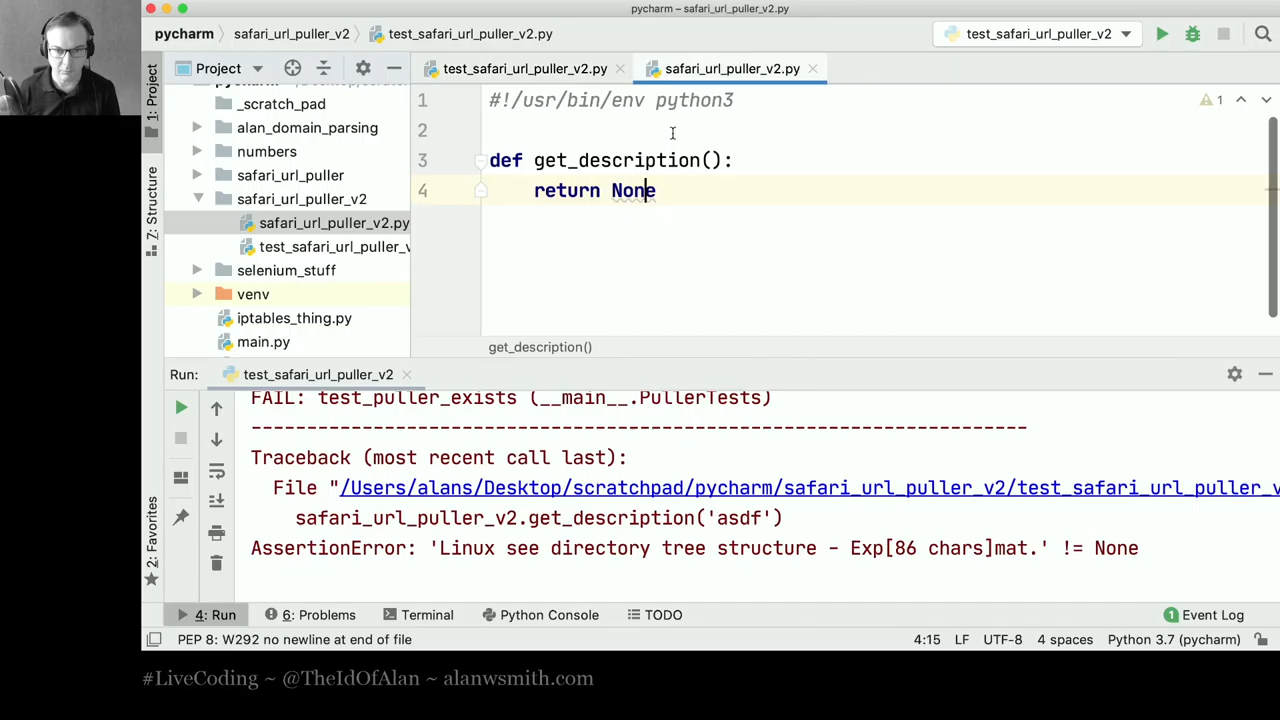 pycharm – safari_url_puller_v2.py
pycharm safari_url_puller_v2 test_safari_url_puller_v2.py
test_safari_url_puller_v2
1: Project
Z: Structure
2: Favorites
Project
_scratch_pad
alan_domain_parsing
numbers
safari_url_puller
safari_url_puller_v2
safari_url_puller_v2.py
test_safari_url_puller_v
selenium_stuff
venv
iptables_thing.py
main.py
test_safari_url_puller_v2.py safari_url_puller_v2.py
1 #!/usr/bin/env python3
1
2
3 def get_description():
4 return None
get_description()
Run: test_safari_url_puller_v2
FAIL: test_puller_exists (__main__.PullerTests)
----------------------------------------------------------------------
Traceback (most recent call last):
File "/Users/alans/Desktop/scratchpad/pycharm/safari_url_puller_v2/test_safari_url_puller_v
safari_url_puller_v2.get_description('asdf')
AssertionError: 'Linux see directory tree structure - Exp[86 chars]mat.' != None
4: Run 6: Problems Terminal Python Console TODO 1 Event Log
PEP 8: W292 no newline at end of file 4:15 LF UTF-8 4 spaces Python 3.7 (pycharm)
#LiveCoding ~ @TheIdOfAlan ~ alanwsmith.com